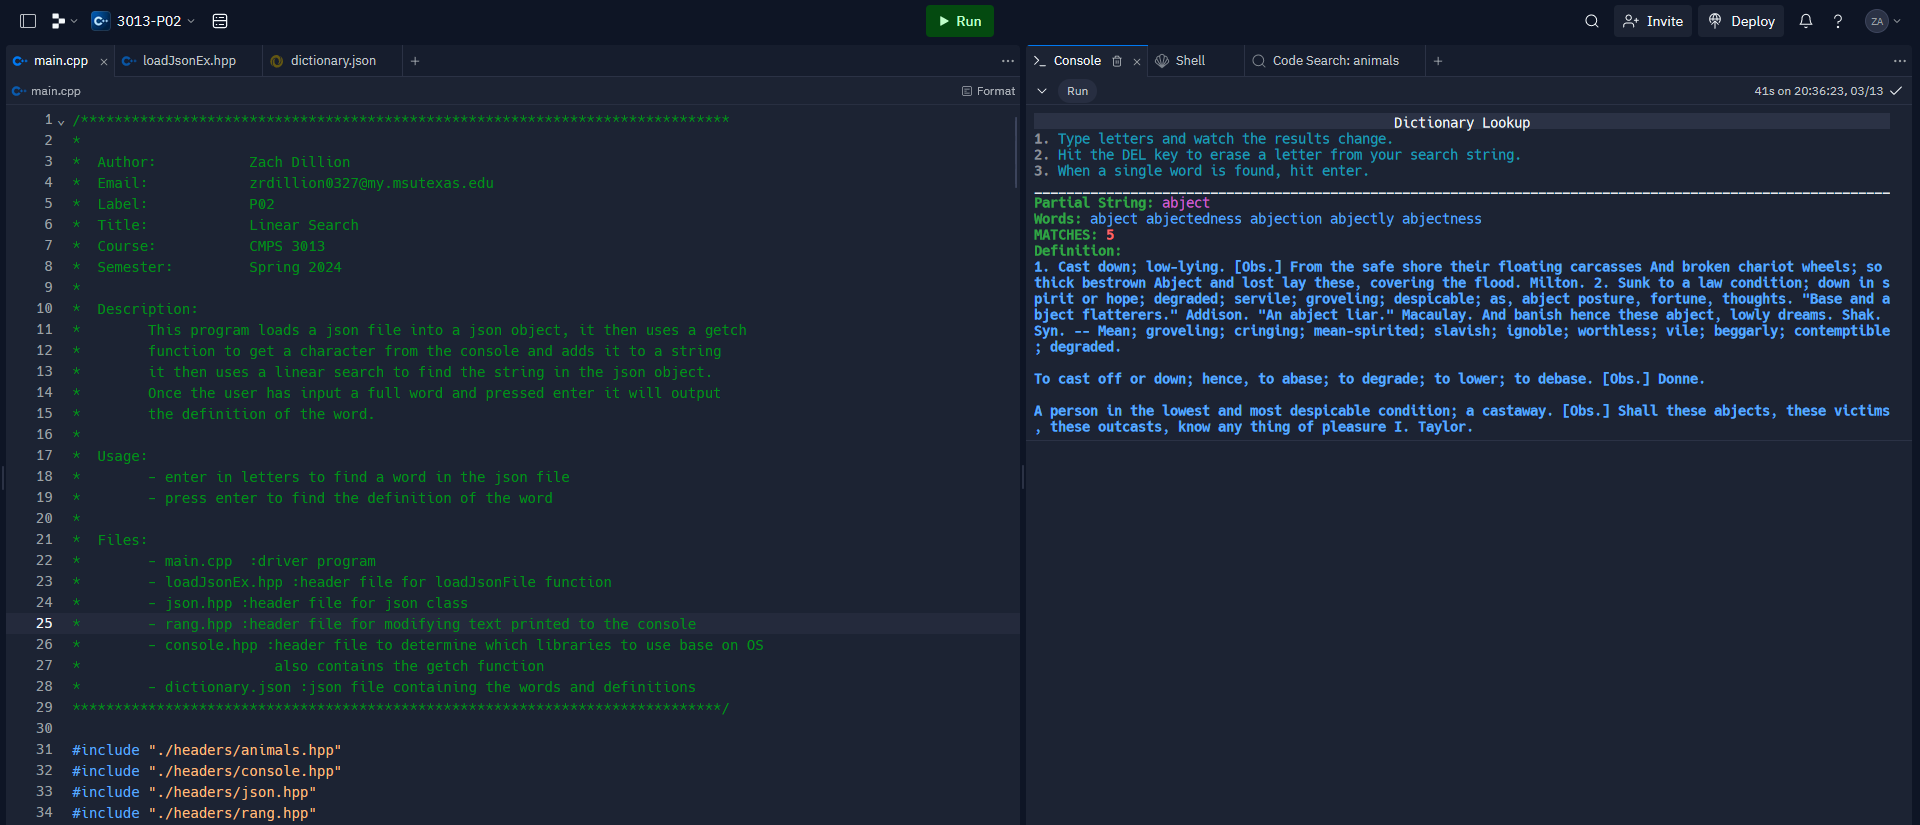 3013-P02
Run
Invite
Deploy
?
ZA
main.cpp
loadJsonEx.hpp
dictionary.json
main.cpp
Format
1 /*****************************************************************************
2 *
3 * Author: Zach Dillion
4 * Email: zrdillion0327@my.msutexas.edu
5 * Label: P02
6 * Title: Linear Search
7 * Course: CMPS 3013
8 * Semester: Spring 2024
9 *
10 * Description:
11 * This program loads a json file into a json object, it then uses a getch
12 * function to get a character from the console and adds it to a string
13 * it then uses a linear search to find the string in the json object.
14 * Once the user has input a full word and pressed enter it will output
15 * the definition of the word.
16 *
17 * Usage:
18 * - enter in letters to find a word in the json file
19 * - press enter to find the definition of the word
20 *
21 * Files:
22 * - main.cpp :driver program
23 * - loadJsonEx.hpp :header file for loadJsonFile function
24 * - json.hpp :header file for json class
25 * - rang.hpp :header file for modifying text printed to the console
26 * - console.hpp :header file to determine which libraries to use base on OS
27 * also contains the getch function
28 * - dictionary.json :json file containing the words and definitions
29 *****************************************************************************/
30
31 #include "./headers/animals.hpp"
32 #include "./headers/console.hpp"
33 #include "./headers/json.hpp"
34 #include "./headers/rang.hpp"
Console
Shell
Code Search: animals
Run
41s on 20:36:23, 03/13
Dictionary Lookup
1. Type letters and watch the results change.
2. Hit the DEL key to erase a letter from your search string.
3. When a single word is found, hit enter.
Partial String: abject
Words: abject abjectedness abjection abjectly abjectness
MATCHES: 5
Definition:
1. Cast down; low-lying. [Obs.] From the safe shore their floating carcasses And broken chariot wheels; so
thick bestrown Abject and lost lay these, covering the flood. Milton. 2. Sunk to a law condition; down in s
pirit or hope; degraded; servile; groveling; despicable; as, abject posture, fortune, thoughts. "Base and a
bject flatterers." Addison. "An abject liar." Macaulay. And banish hence these abject, lowly dreams. Shak.
Syn. -- Mean; groveling; cringing; mean-spirited; slavish; ignoble; worthless; vile; beggarly; contemptible
; degraded.
To cast off or down; hence, to abase; to degrade; to lower; to debase. [Obs.] Donne.
A person in the lowest and most despicable condition; a castaway. [Obs.] Shall these abjects, these victims
, these outcasts, know any thing of pleasure I. Taylor.